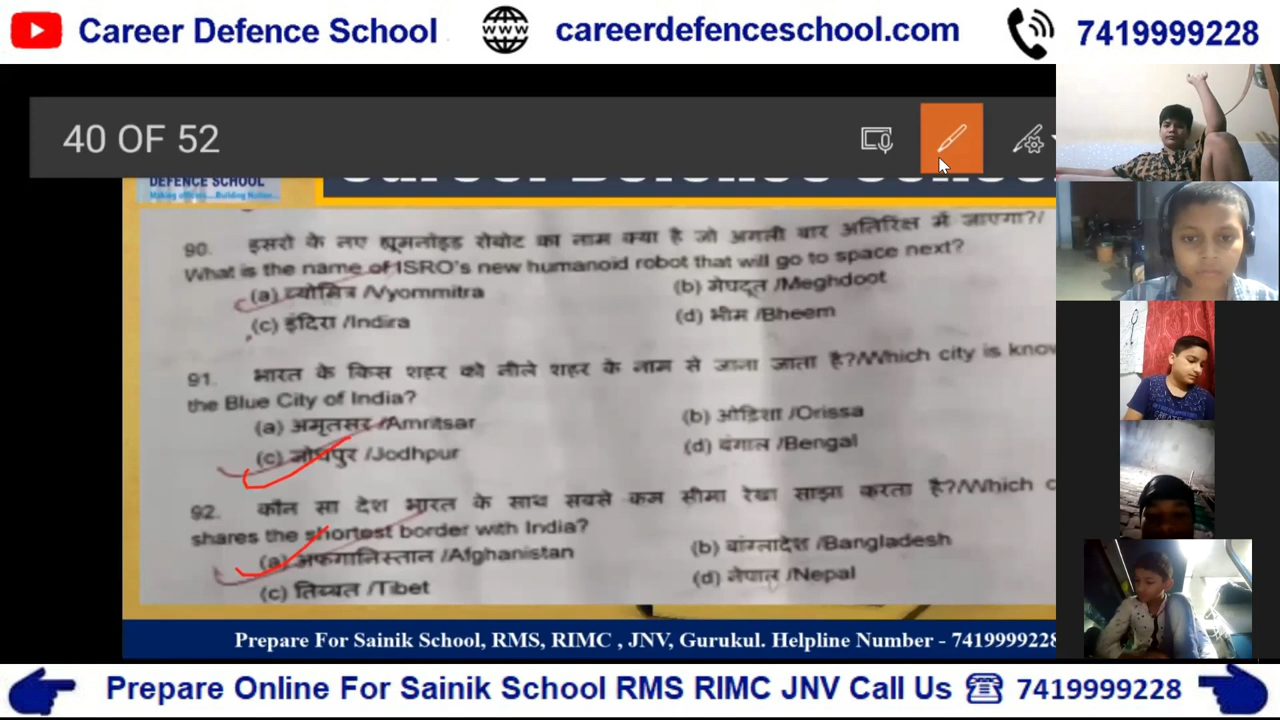 Career Defence School
www
careerdefenceschool.com
7419999228
40 OF 52
DEFENCE SCHOOL
90. इसरो के नए ह्यूमनोइड रोबोट का नाम क्या है जो अगली बार अतिरिक्ष में जाएगा?/
What is the name of ISRO's new humanoid robot that will go to space next?
(a) व्योमित्र /Vyommitra (b) मेघदूत /Meghdoot
(c) इंदिरा /Indira (d) भीम /Bheem
91. भारत के किस शहर को नीले शहर के नाम से जाना जाता है?/Which city is know
the Blue City of India?
(a) अमृतसर /Amritsar (b) ओडिशा /Orissa
(c) जोधपुर /Jodhpur (d) बंगाल /Bengal
92. कौन सा देश भारत के साथ सबसे कम सीमा रेखा साझा करता है?/Which c
shares the shortest border with India?
(a) अफगानिस्तान /Afghanistan (b) बांग्लादेश /Bangladesh
(c) तिब्बत /Tibet (d) नेपाल /Nepal
Prepare For Sainik School, RMS, RIMC , JNV, Gurukul. Helpline Number - 7419999228
Prepare Online For Sainik School RMS RIMC JNV Call Us 7419999228